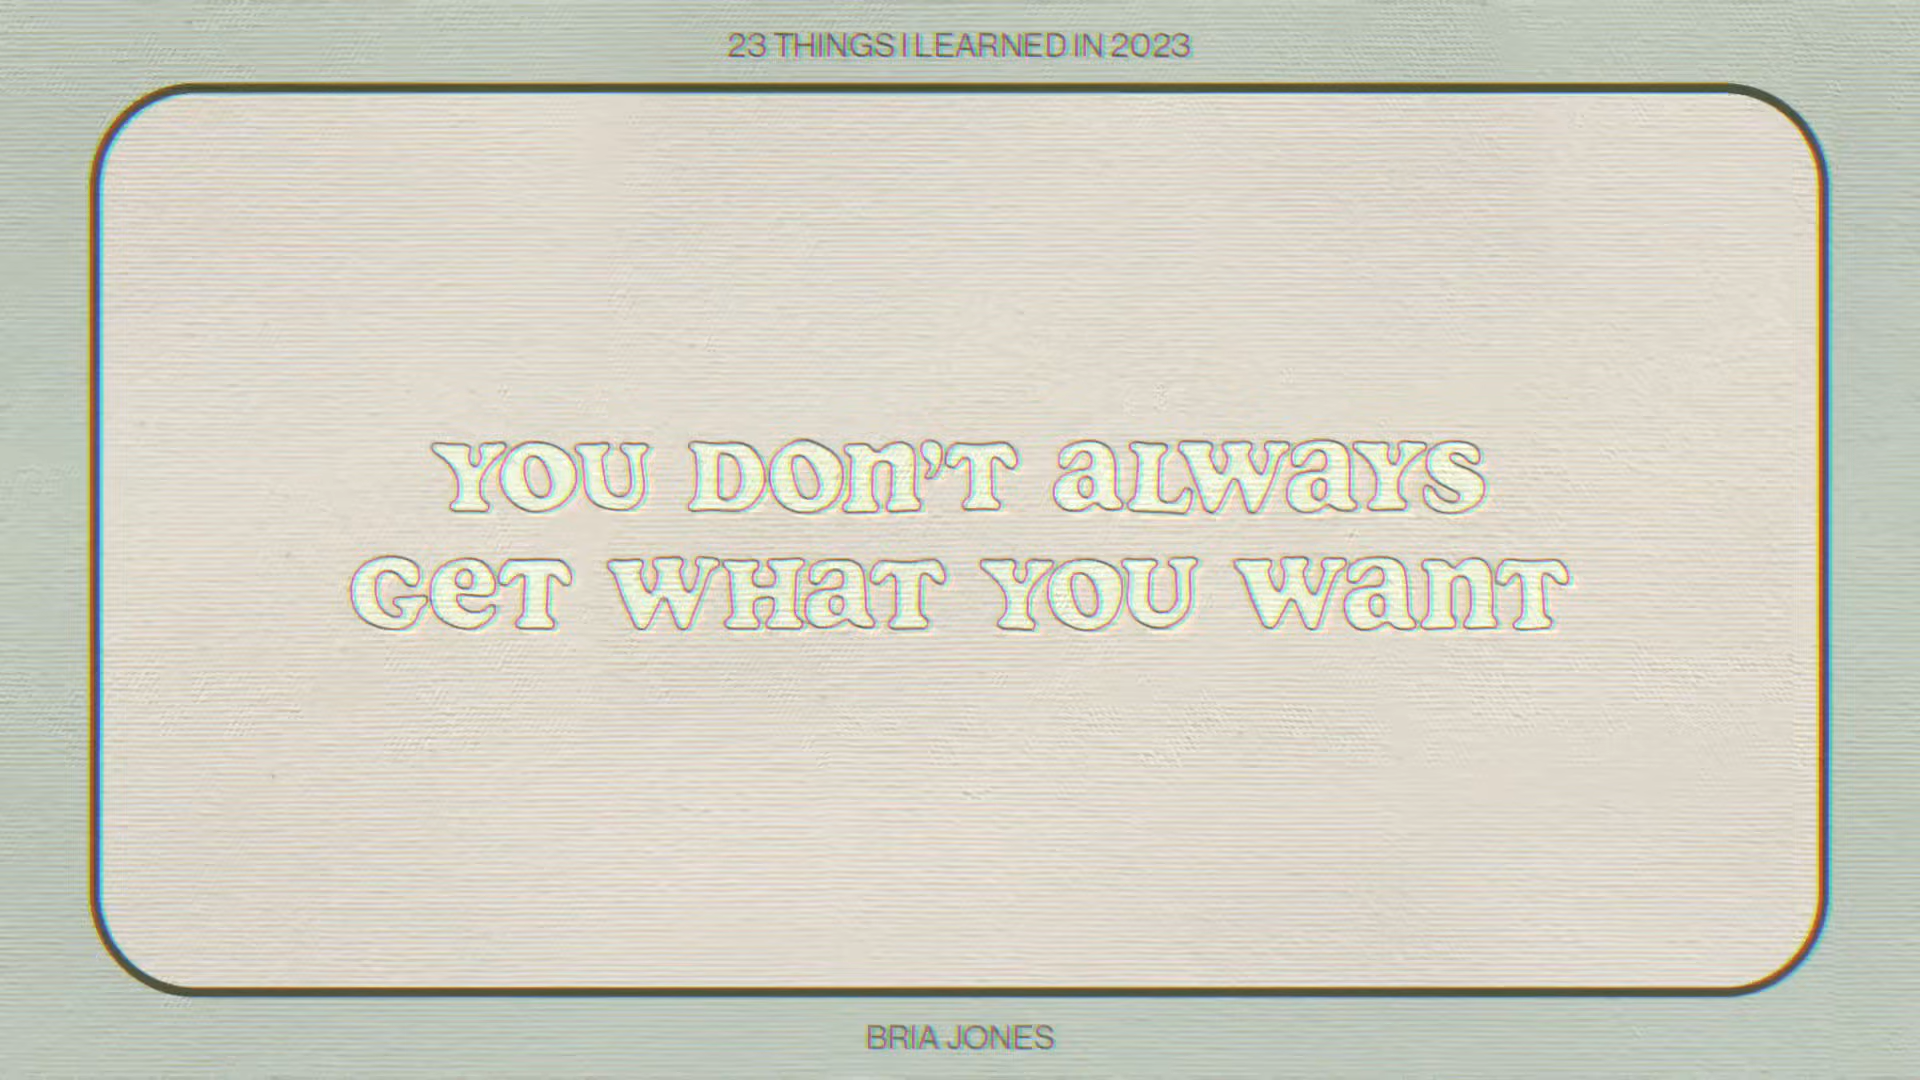 23 THINGS I LEARNED IN 2023
YOU DON'T ALWAYS
GET WHAT YOU WANT
BRIA JONES